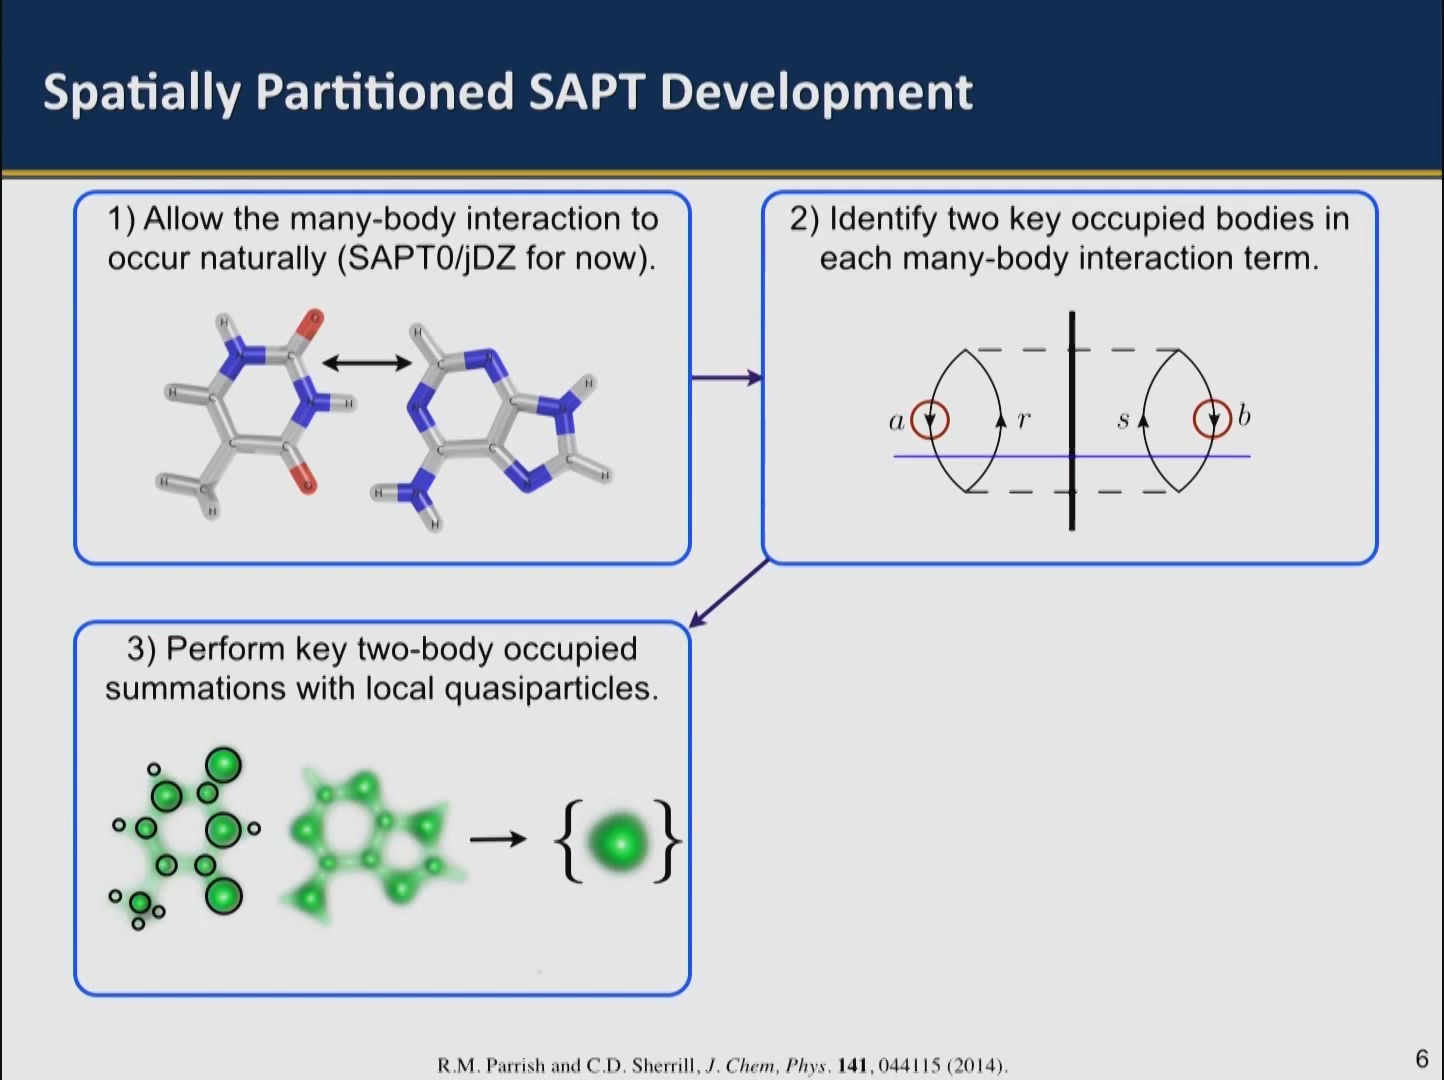 Spatially Partitioned SAPT Development
1) Allow the many-body interaction to
occur naturally (SAPT0/jDZ for now).
H
O
N
C
H
C
N
H
C
C
O
H
C
H
H
C
N
N
C
N
H
C
C
C
H
N
H
N
H
2) Identify two key occupied bodies in
each many-body interaction term.
a
r
s
b
3) Perform key two-body occupied
summations with local quasiparticles.
{ }
R.M. Parrish and C.D. Sherrill, J. Chem, Phys. 141, 044115 (2014).
6